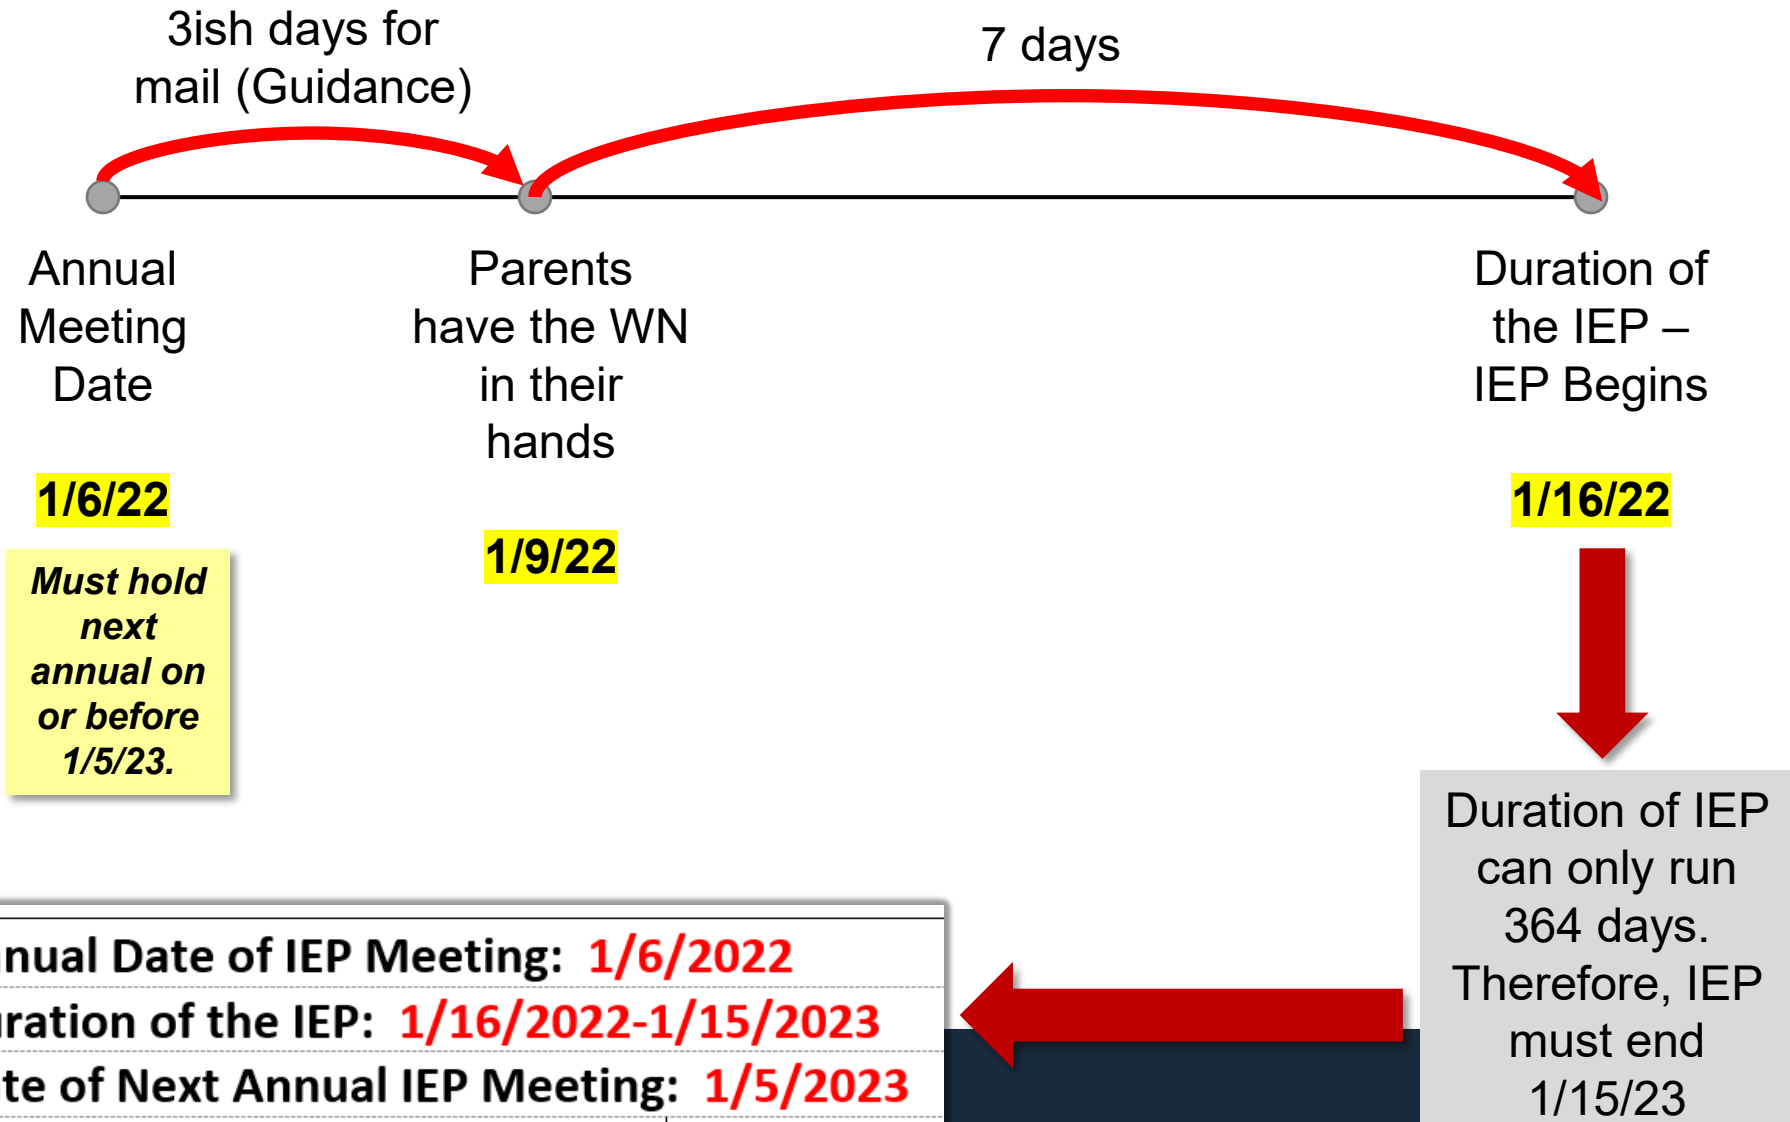 3ish days for
mail (Guidance)
7 days
Annual
Meeting
Date
1/6/22
Must hold
next
annual on
or before
1/5/23.
Parents
have the WN
in their
hands
1/9/22
Duration of
the IEP –
IEP Begins
1/16/22
Duration of IEP
can only run
364 days.
Therefore, IEP
must end
1/15/23
nnual Date of IEP Meeting: 1/6/2022
uration of the IEP: 1/16/2022-1/15/2023
te of Next Annual IEP Meeting: 1/5/2023